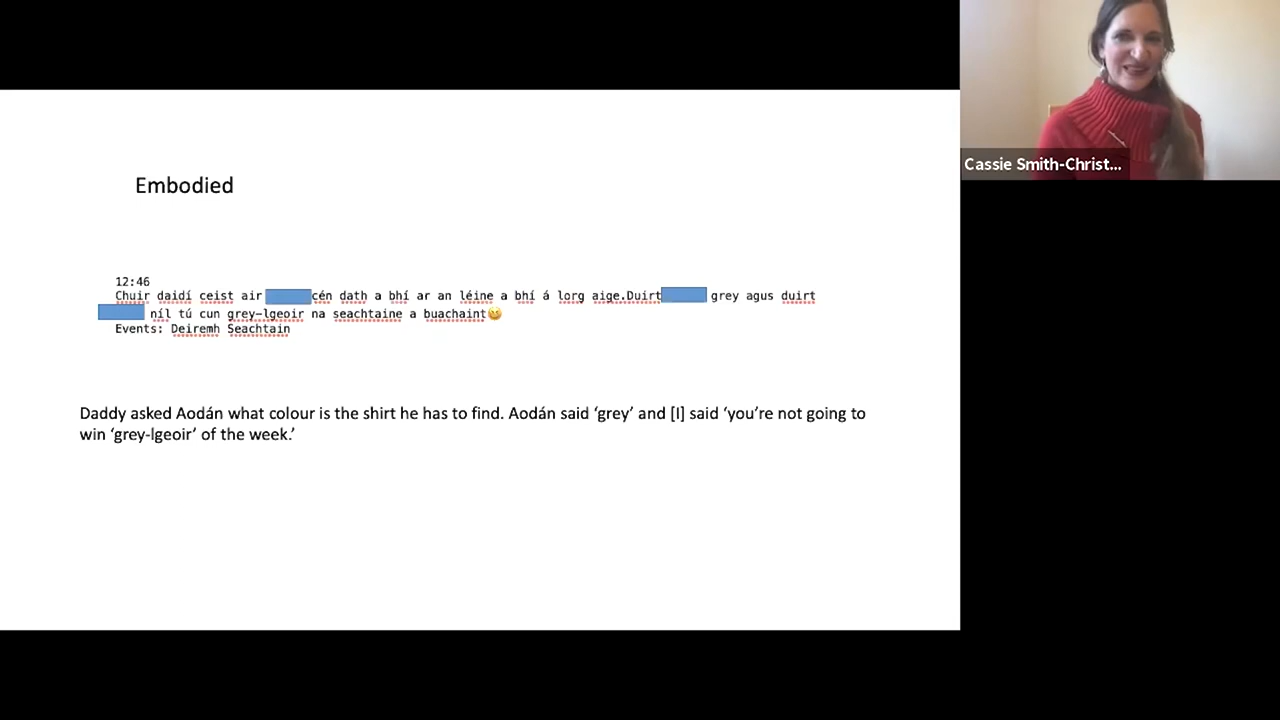 Cassie Smith-Christ...
Embodied
12:46
Chuir daidí ceist air cén dath a bhí ar an léine a bhí á lorg aige.Duirt grey agus duirt
níl tú cun grey-lgeoir na seachtaine a buachaint🤭
Events: Deiremh Seachtain
Daddy asked Aodán what colour is the shirt he has to find. Aodán said ‘grey’ and [I] said ‘you’re not going to
win ‘grey-lgeoir’ of the week.’